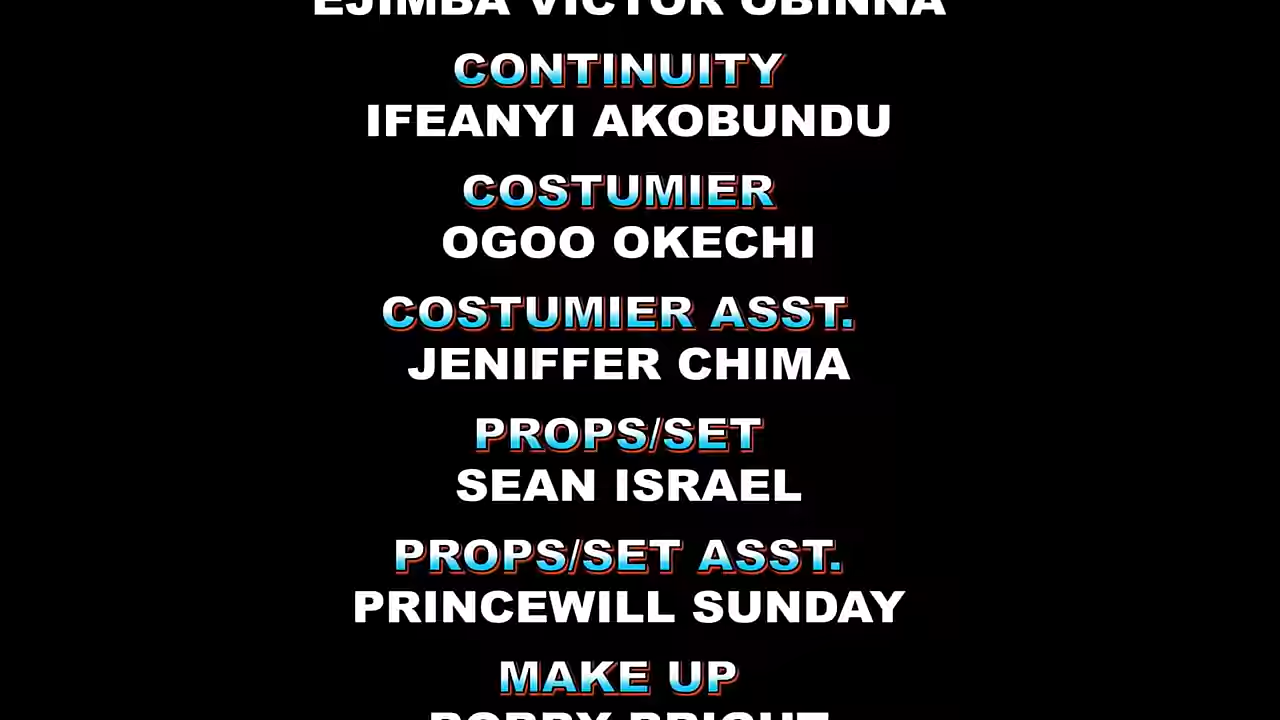 EJIMBA VICTOR OBINNA
CONTINUITY
IFEANYI AKOBUNDU
COSTUMIER
OGOO OKECHI
COSTUMIER ASST.
JENIFFER CHIMA
PROPS/SET
SEAN ISRAEL
PROPS/SET ASST.
PRINCEWILL SUNDAY
MAKE UP